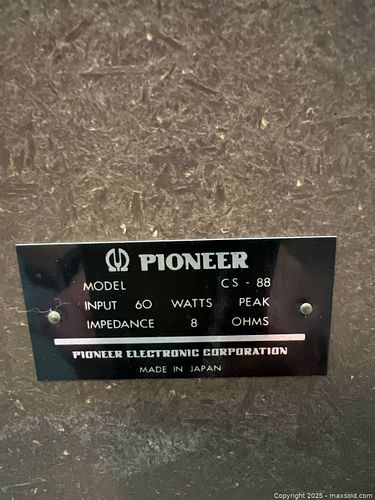 PIONEER
MODEL CS - 88
INPUT 60 WATTS PEAK
IMPEDANCE 8 OHMS
PIONEER ELECTRONIC CORPORATION
MADE IN JAPAN
Copyright © 2025 - maxsold.com